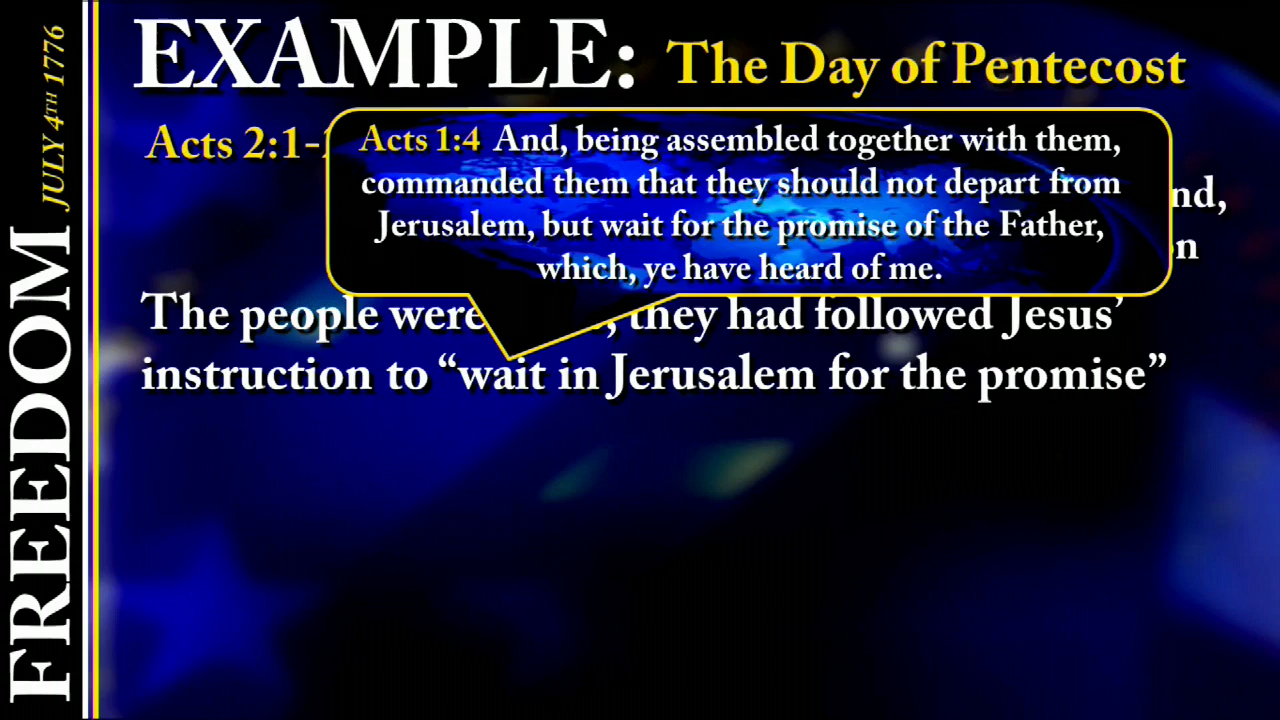 FREEDOM JULY 4TH 1776
EXAMPLE: The Day of Pentecost
Acts 2:1-
Acts 1:4 And, being assembled together with them,
commanded them that they should not depart from
Jerusalem, but wait for the promise of the Father,
which, ye have heard of me.
nd,
n
The people were they had followed Jesus’
instruction to “wait in Jerusalem for the promise”